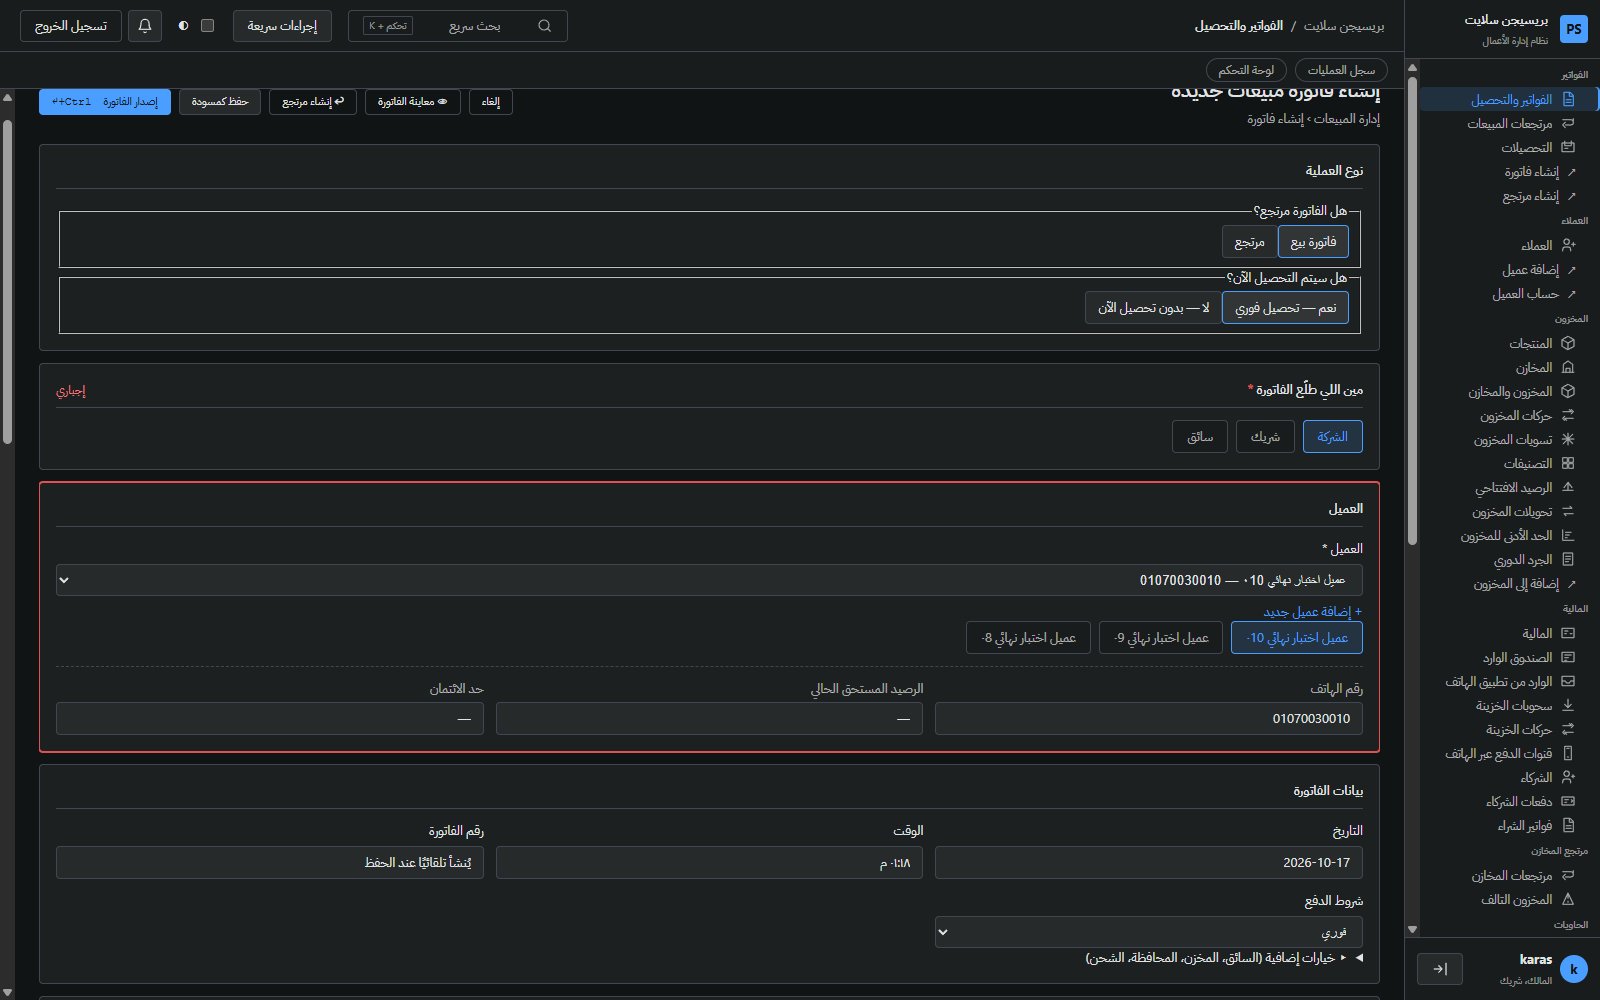 PS
بريسيجن سلايت
نظام إدارة الأعمال
بريسيجن سلايت / الفواتير والتحصيل
بحث سريع
تحكم + K
إجراءات سريعة
تسجيل الخروج
سجل العمليات
لوحة التحكم
الفواتير
الفواتير والتحصيل
مرتجعات المبيعات
التحصيلات
إنشاء فاتورة
إنشاء مرتجع
العملاء
العملاء
إضافة عميل
حساب العميل
المخزون
المنتجات
المخازن
المخزون والمخازن
حركات المخزون
تسويات المخزون
التصنيفات
الرصيد الافتتاحي
تحويلات المخزون
الحد الأدنى للمخزون
الجرد الدوري
إضافة إلى المخزون
المالية
المالية
الصندوق الوارد
الوارد من تطبيق الهاتف
سحوبات الخزينة
حركات الخزينة
قنوات الدفع عبر الهاتف
الشركاء
دفعات الشركاء
فواتير الشراء
مرتجع المخازن
مرتجعات المخازن
المخزون التالف
الحاويات
karas
المالك، شريك
k
إنشاء فاتورة مبيعات جديدة
إدارة المبيعات › إنشاء فاتورة
إلغاء
معاينة الفاتورة
إنشاء مرتجع
حفظ كمسودة
إصدار الفاتورة Ctrl+↵
نوع العملية
هل الفاتورة مرتجع؟
فاتورة بيع
مرتجع
هل سيتم التحصيل الآن؟
نعم — تحصيل فوري
لا — بدون تحصيل الآن
مين اللي طلّع الفاتورة *
إجباري
الشركة
شريك
سائق
العميل
العميل *
عميل اختبار نهائي 10٠ — 01070030010
+ إضافة عميل جديد
عميل اختبار نهائي 10٠
عميل اختبار نهائي 9٠
عميل اختبار نهائي 8٠
رقم الهاتف
الرصيد المستحق الحالي
حد الائتمان
01070030010
—
—
بيانات الفاتورة
التاريخ
الوقت
رقم الفاتورة
2026-10-17
٠١:١٨ م
يُنشأ تلقائيًا عند الحفظ
شروط الدفع
فوري
خيارات إضافية (السائق، المخزن، المحافظة، الشحن)